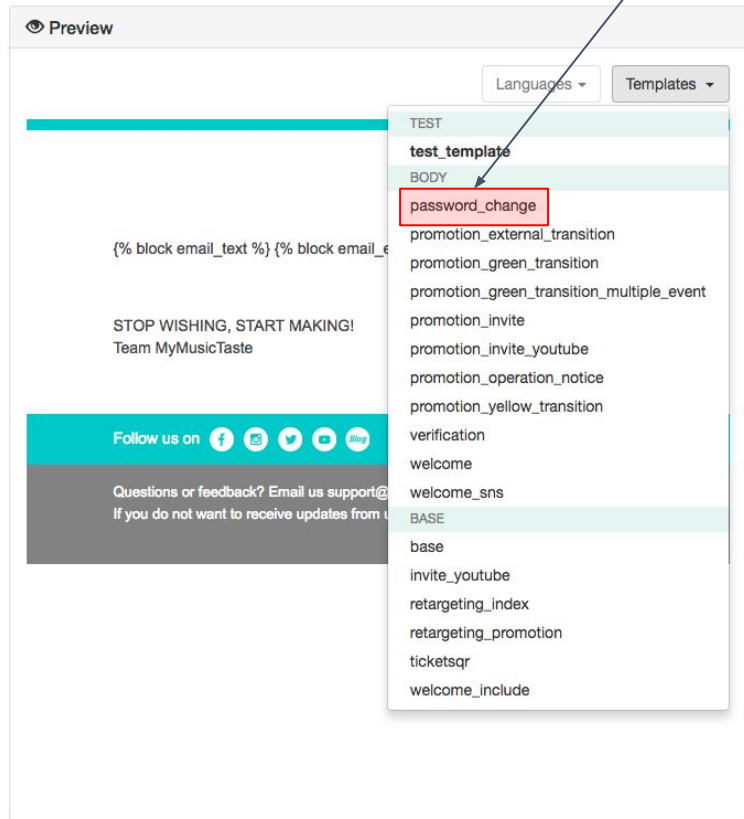 Preview
Languages
Templates
TEST
test_template
BODY
password_change
promotion_external_transition
promotion_green_transition
promotion_green_transition_multiple_event
promotion_invite
promotion_invite_youtube
promotion_operation_notice
promotion_yellow_transition
verification
welcome
welcome_sns
BASE
base
invite_youtube
retargeting_index
retargeting_promotion
ticketsqr
welcome_include
{% block email_text %} {% block email_e
STOP WISHING, START MAKING!
Team MyMusicTaste
Follow us on
Blog
Questions or feedback? Email us support@
If you do not want to receive updates from u